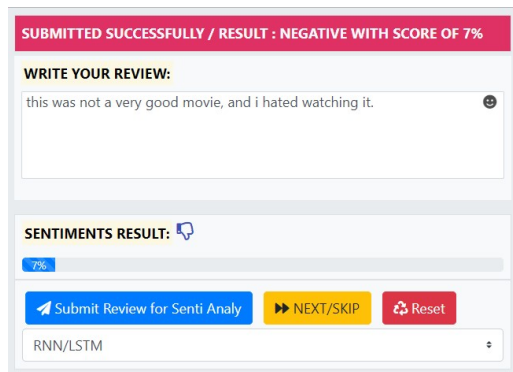 SUBMITTED SUCCESSFULLY / RESULT : NEGATIVE WITH SCORE OF 7%
WRITE YOUR REVIEW:
this was not a very good movie, and i hated watching it.
SENTIMENTS RESULT:
7%
Submit Review for Senti Analy
NEXT/SKIP
Reset
RNN/LSTM